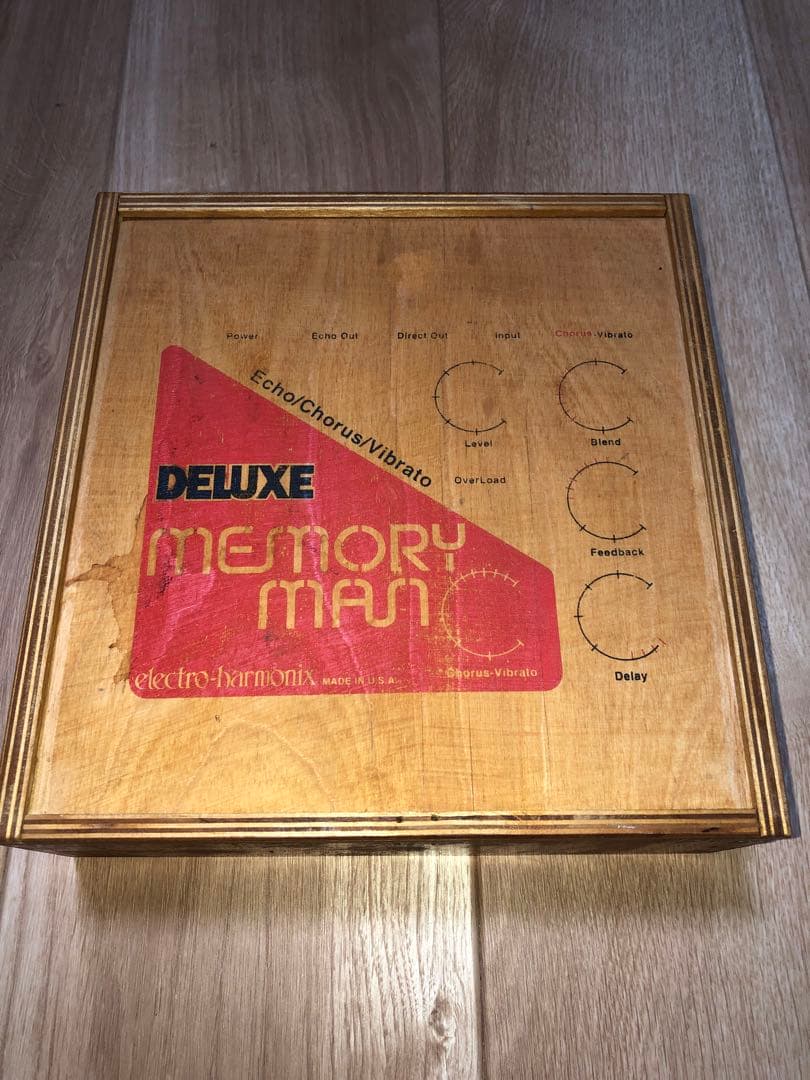 Power Echo Out Direct Out Input Chorus-Vibrato
Echo/Chorus/Vibrato
Level
Blend
DELUXE
OverLoad
MEMORY
MAN
Feedback
electro-harmonix MADE IN U.S.A.
Chorus-Vibrato
Delay